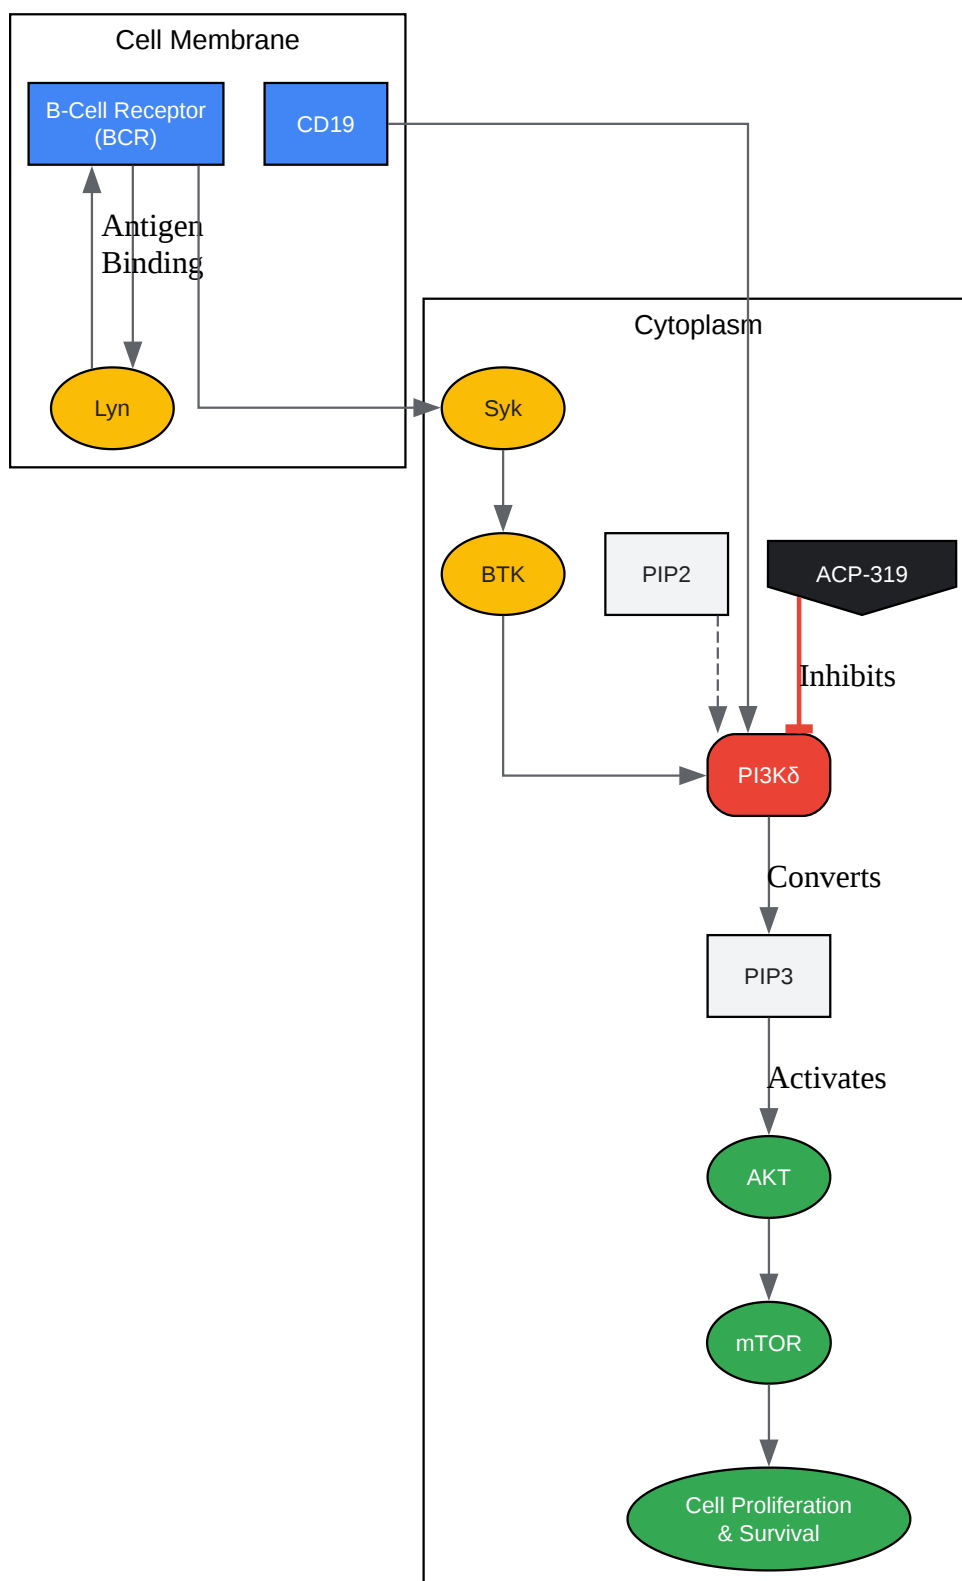 Cell Membrane
B-Cell Receptor
(BCR)
CD19
Antigen
Binding
Lyn
Cytoplasm
Syk
BTK
PIP2
ACP-319
Inhibits
PI3Kδ
Converts
PIP3
Activates
AKT
mTOR
Cell Proliferation
& Survival